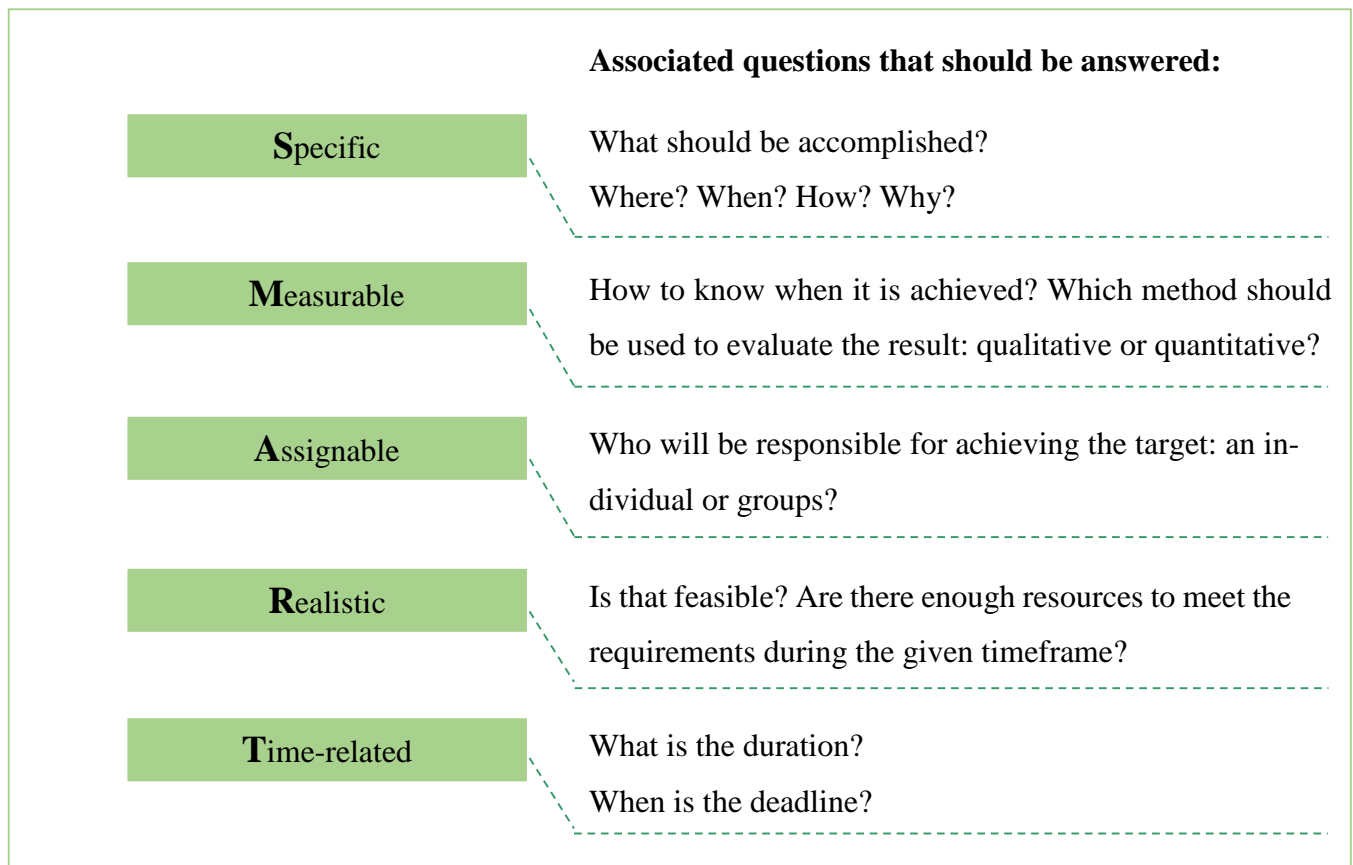 Associated questions that should be answered:
Specific
What should be accomplished?
Where? When? How? Why?
Measurable
How to know when it is achieved? Which method should
be used to evaluate the result: qualitative or quantitative?
Assignable
Who will be responsible for achieving the target: an in-
dividual or groups?
Realistic
Is that feasible? Are there enough resources to meet the
requirements during the given timeframe?
Time-related
What is the duration?
When is the deadline?